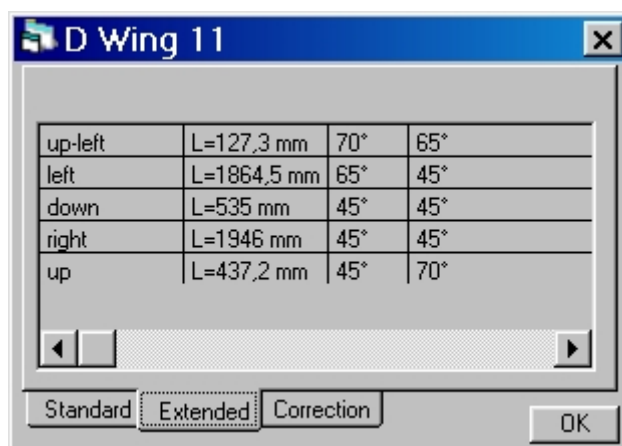 D Wing 11
up-left L=127,3 mm 70° 65°
left L=1864,5 mm 65° 45°
down L=535 mm 45° 45°
right L=1946 mm 45° 45°
up L=437,2 mm 45° 70°
Standard Extended Correction
OK